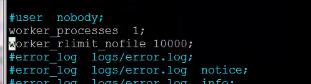 #user  nobody;
worker_processes  1;
worker_rlimit_nofile 10000;
#error_log  logs/error.log;
#error_log  logs/error.log  notice;
#error_log  logs/error.log  info;